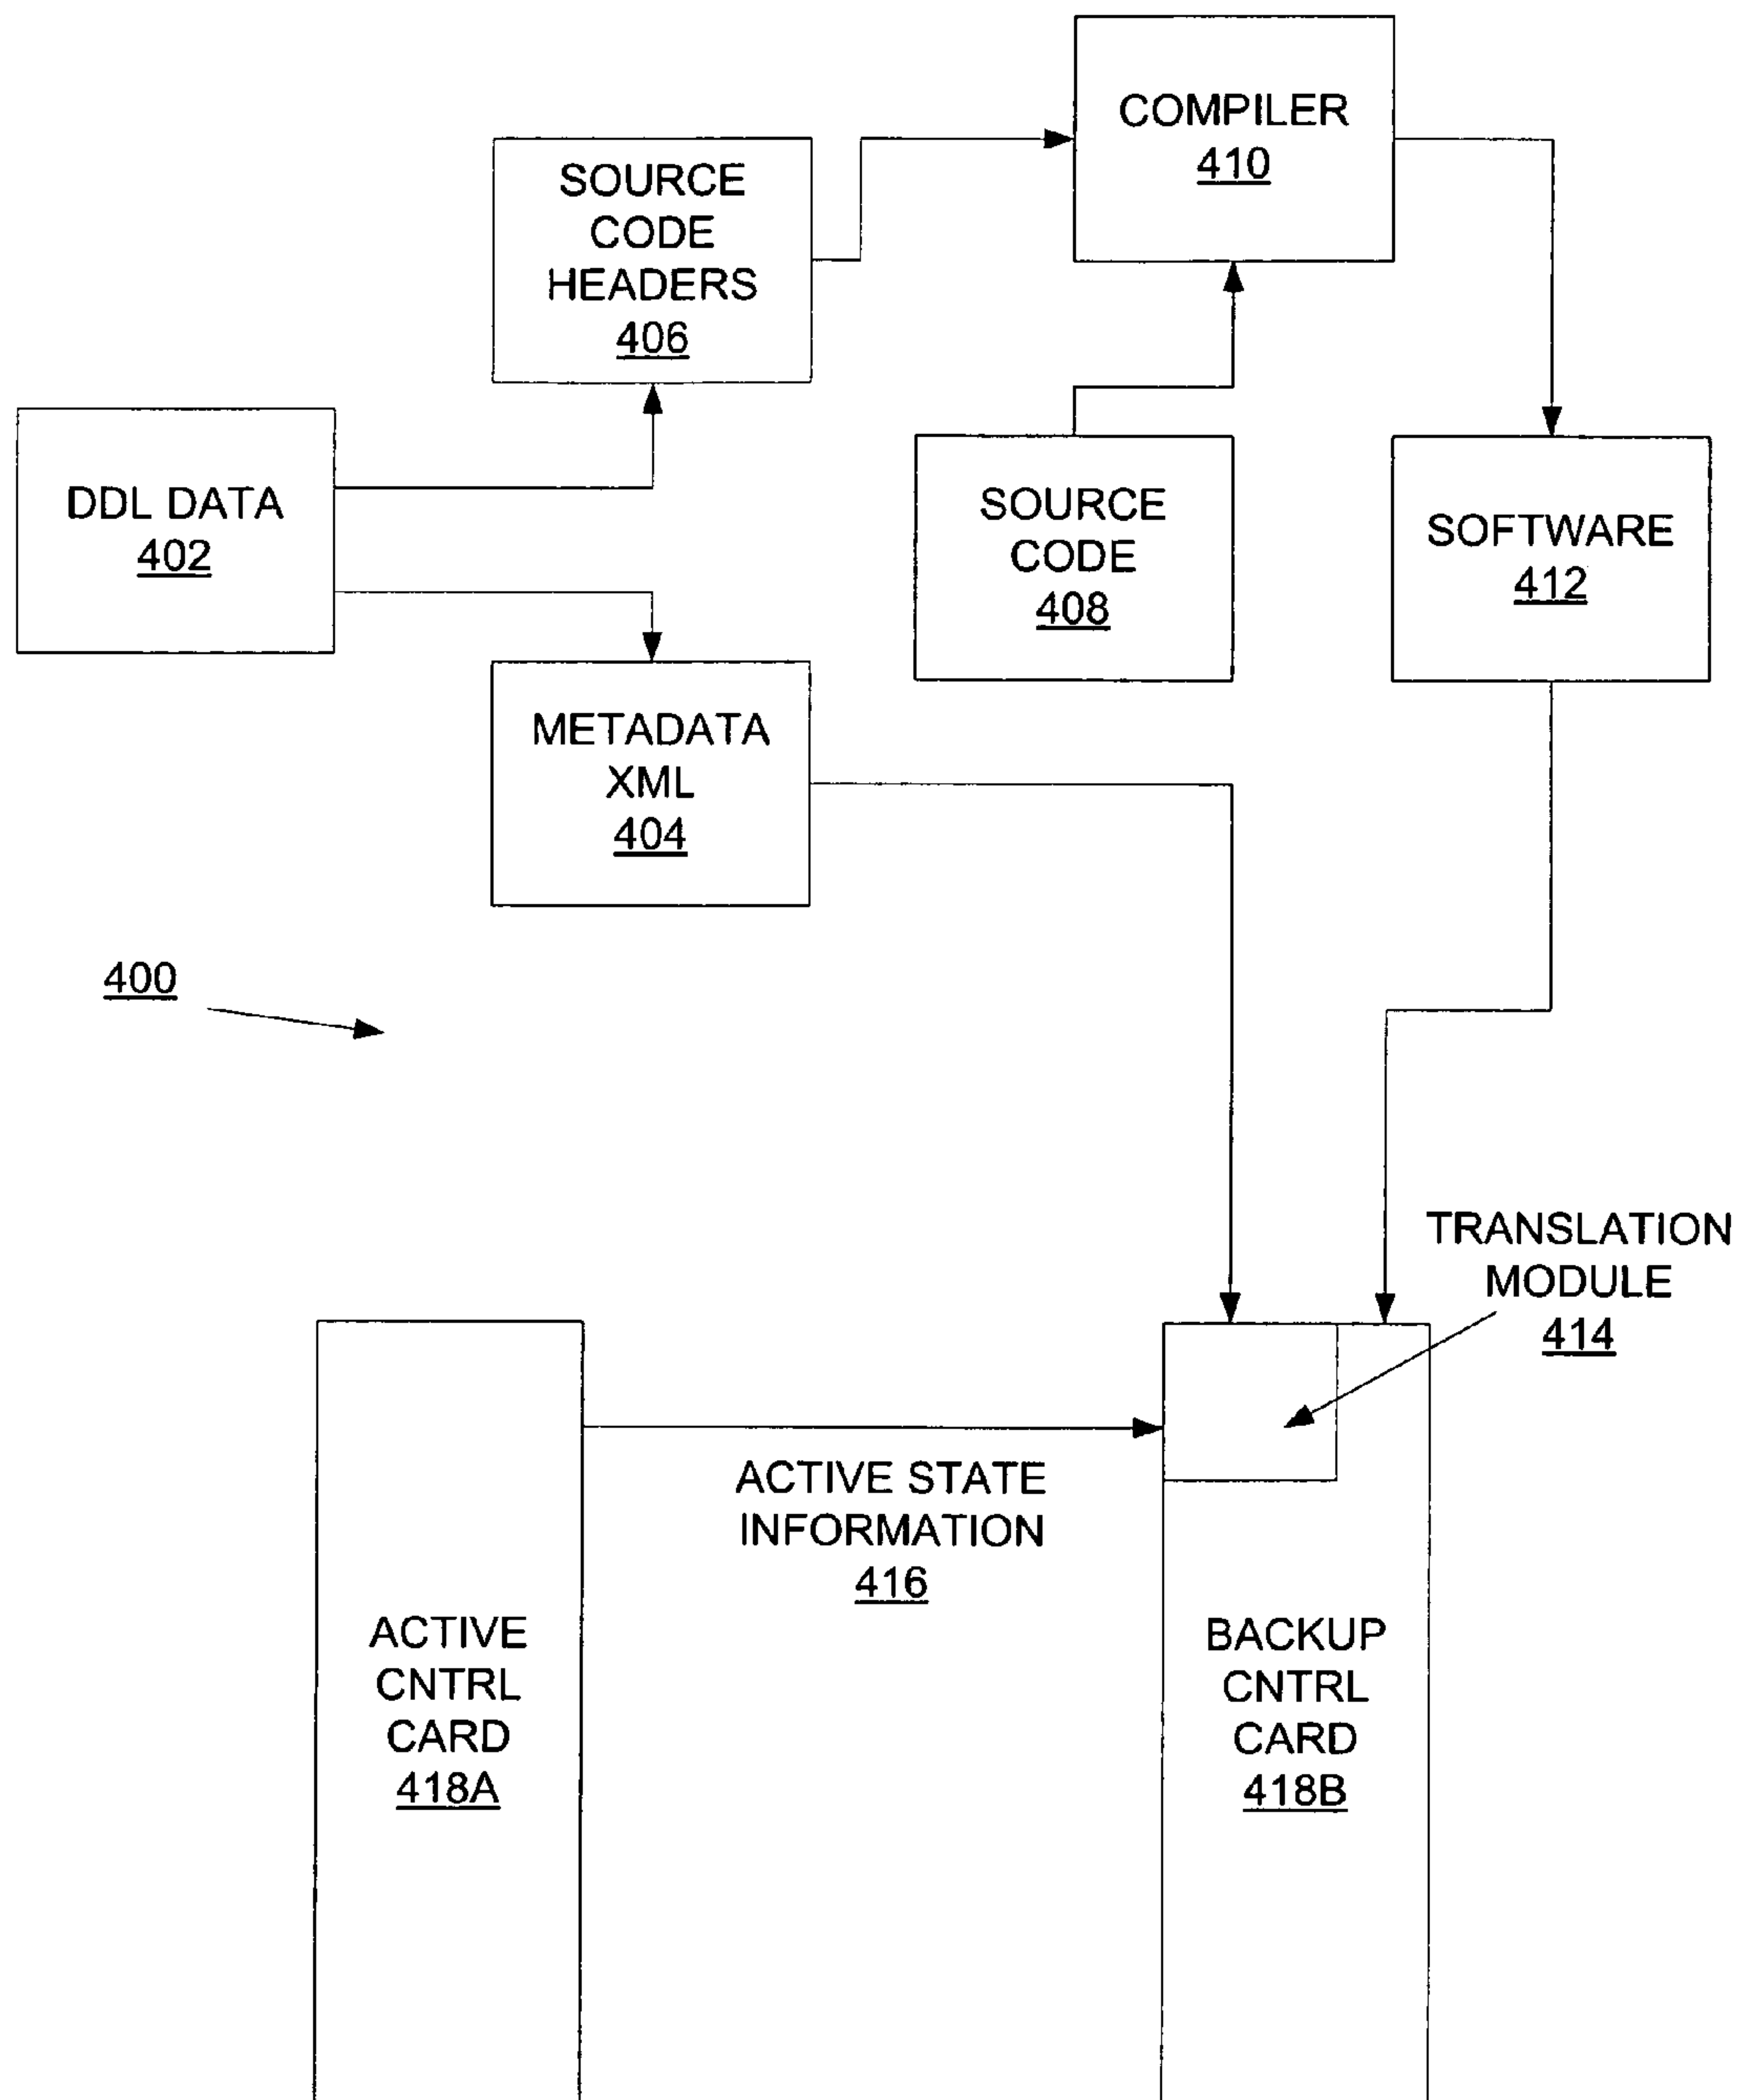 COMPILER
410
SOURCE
CODE
HEADERS
406
DDL DATA
402
SOURCE
CODE
408
SOFTWARE
412
METADATA
XML
404
400
TRANSLATION
MODULE
414
ACTIVE STATE
INFORMATION
416
ACTIVE
CNTRL
CARD
418A
BACKUP
CNTRL
CARD
418B